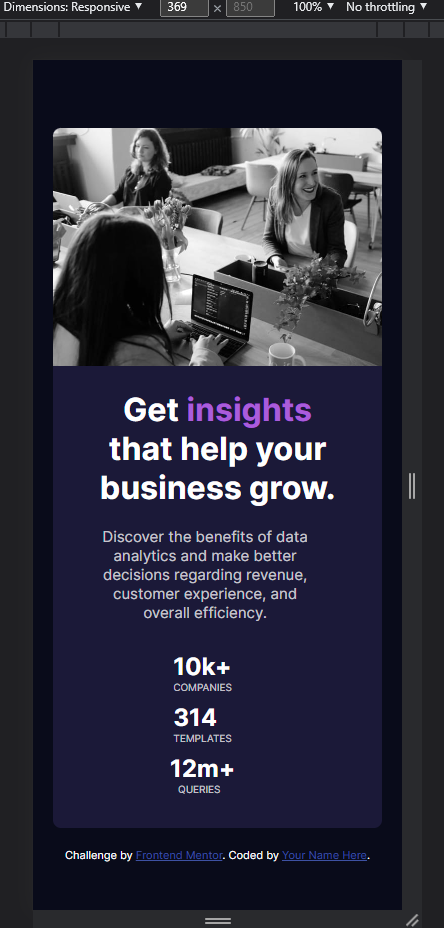 Dimensions: Responsive ▼ 369 × 850 100% ▼ No throttling ▼
Get insights
that help your
business grow.
Discover the benefits of data
analytics and make better
decisions regarding revenue,
customer experience, and
overall efficiency.
10k+
COMPANIES
314
TEMPLATES
12m+
QUERIES
Challenge by Frontend Mentor. Coded by Your Name Here.